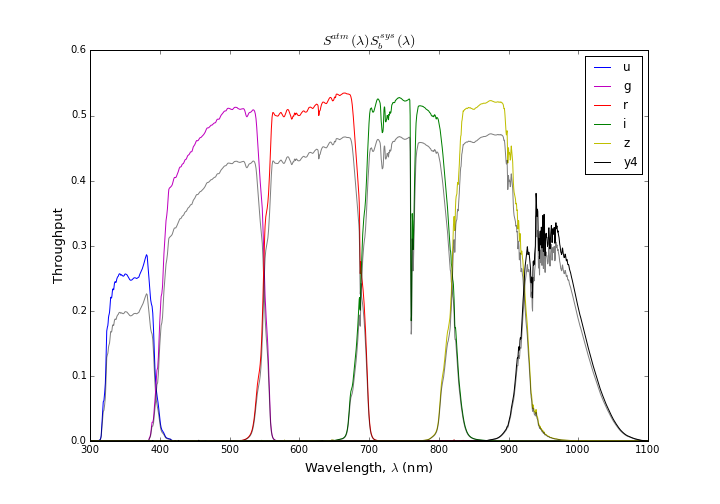 S^{atm}(λ)S_b^{sys}(λ)
0.6
0.5
0.4
0.3
0.2
0.1
0.0
Throughput
u
g
r
i
z
y4
300 400 500 600 700 800 900 1000 1100
Wavelength, λ (nm)